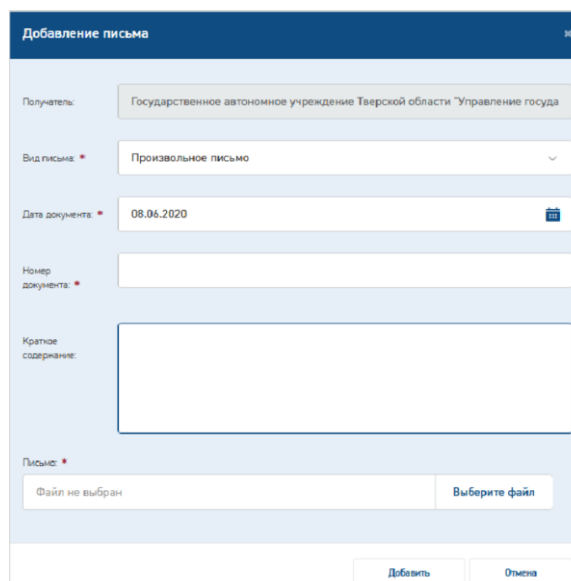 Добавление письма
Получатель: Государственное автономное учреждение Тверской области "Управление госуда
Вид письма: * Произвольное письмо
Дата документа: * 08.06.2020
Номер
документа: *
Краткое
содержание:
Письмо: *
Файл не выбран Выберите файл
Добавить Отмена